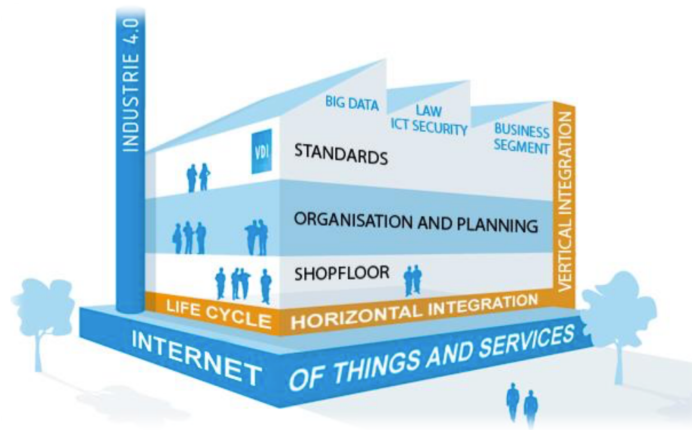 INDUSTRIE 4.0
BIG DATA
LAW
ICT SECURITY
BUSINESS
SEGMENT
VDI
STANDARDS
ORGANISATION AND PLANNING
SHOPFLOOR
VERTICAL INTEGRATION
LIFE CYCLE
HORIZONTAL INTEGRATION
INTERNET
OF THINGS AND SERVICES